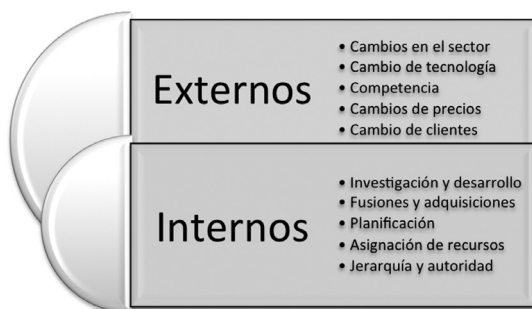 Externos
• Cambios en el sector
• Cambio de tecnología
• Competencia
• Cambios de precios
• Cambio de clientes
Internos
• Investigación y desarrollo
• Fusiones y adquisiciones
• Planificación
• Asignación de recursos
• Jerarquía y autoridad